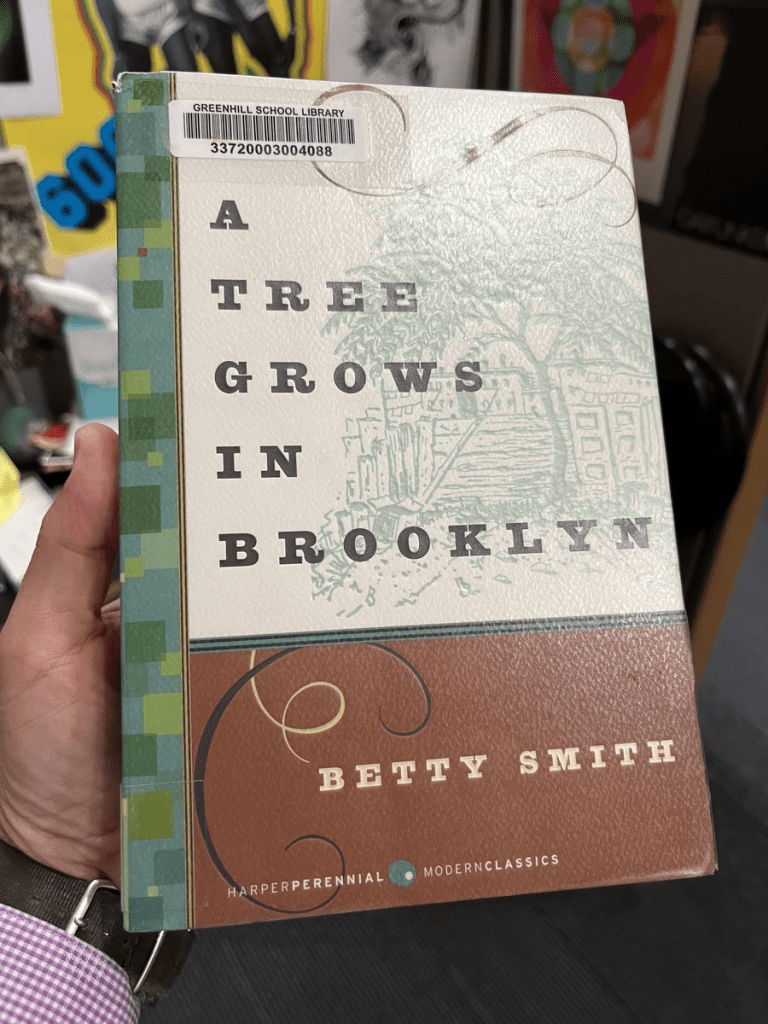 GREENHILL SCHOOL LIBRARY
33720003004088
A
TREE
GROWS
IN
BROOKLYN
BETTY SMITH
HARPERPERENNIAL MODERNCLASSICS